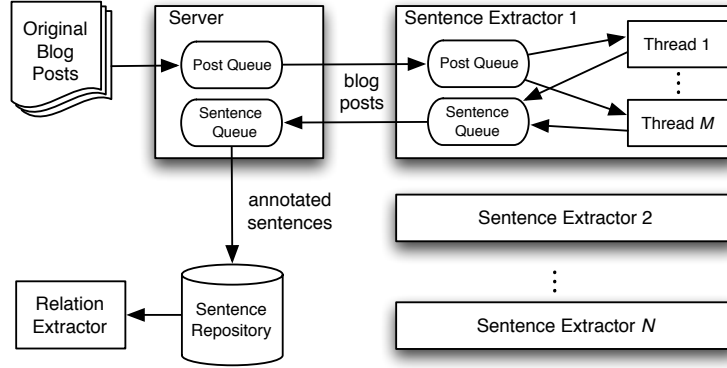 Original
Blog
Posts
Server
Post Queue
Sentence
Queue
blog
posts
annotated
sentences
Sentence Extractor 1
Post Queue
Sentence
Queue
Thread 1
Thread M
Sentence Extractor 2
Sentence Extractor N
Relation
Extractor
Sentence
Repository